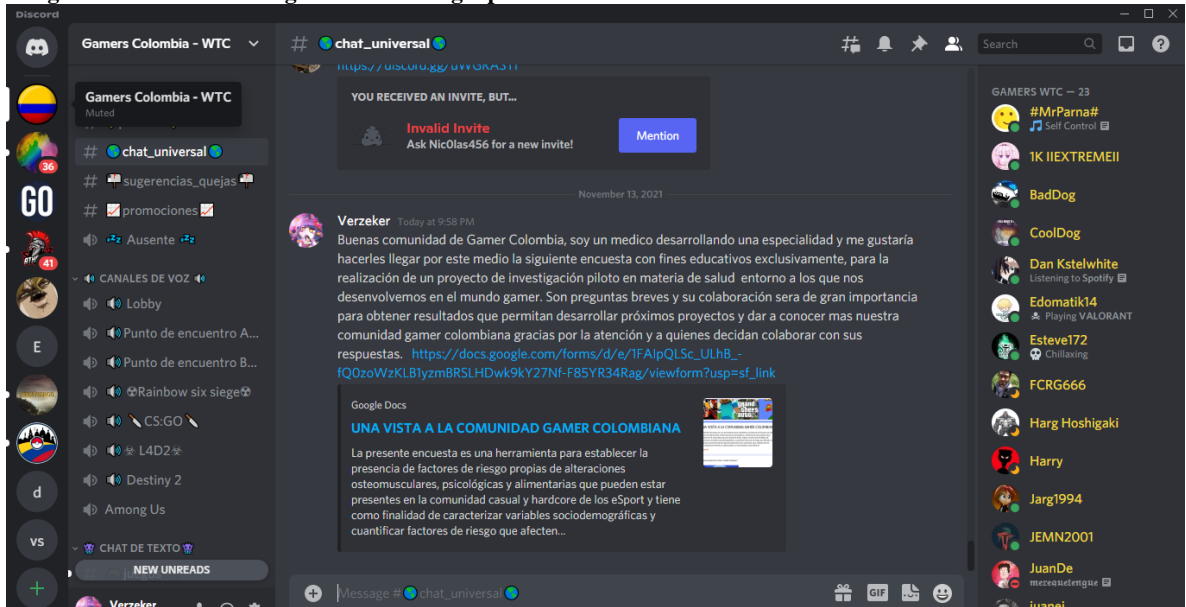 Discord
Gamers Colombia - WTC
chat_universal
Search
Gamers Colombia - WTC
Muted
chat_universal
sugerencias_quejas
promociones
Ausente
CANALES DE VOZ
Lobby
Punto de encuentro A...
Punto de encuentro B...
Rainbow six siege
CS:GO
L4D2
Destiny 2
Among Us
CHAT DE TEXTO
NEW UNREADS
Verzeker
36
GO
41
E
d
vs
YOU RECEIVED AN INVITE, BUT...
Invalid Invite
Ask Nic0las456 for a new invite!
Mention
November 13, 2021
Verzeker Today at 9:58 PM
Buenas comunidad de Gamer Colombia, soy un medico desarrollando una especialidad y me gustaría
hacerles llegar por este medio la siguiente encuesta con fines educativos exclusivamente, para la
realización de un proyecto de investigación piloto en materia de salud entorno a los que nos
desenvolvemos en el mundo gamer. Son preguntas breves y su colaboración sera de gran importancia
para obtener resultados que permitan desarrollar próximos proyectos y dar a conocer mas nuestra
comunidad gamer colombiana gracias por la atención y a quienes decidan colaborar con sus
respuestas. https://docs.google.com/forms/d/e/1FAIpQLSc_ULhB_-
fQ0zoWzKLB1yzmBRSLHDwk9kY27Nf-F85YR34Rag/viewform?usp=sf_link
Google Docs
UNA VISTA A LA COMUNIDAD GAMER COLOMBIANA
La presente encuesta es una herramienta para establecer la
presencia de factores de riesgo propias de alteraciones
osteomusculares, psicológicas y alimentarias que pueden estar
presentes en la comunidad casual y hardcore de los eSport y tiene
como finalidad de caracterizar variables sociodemográficas y
cuantificar factores de riesgo que afecten...
Message #chat_universal
GIF
GAMERS WTC — 23
#MrParna#
Self Control
1K IIEXTREMEII
BadDog
CoolDog
Dan Kstelwhite
Listening to Spotify
Edomatik14
Playing VALORANT
Esteve172
Chillaxing
FCRG666
Harg Hoshigaki
Harry
Jarg1994
JEMN2001
JuanDe
merequetengue